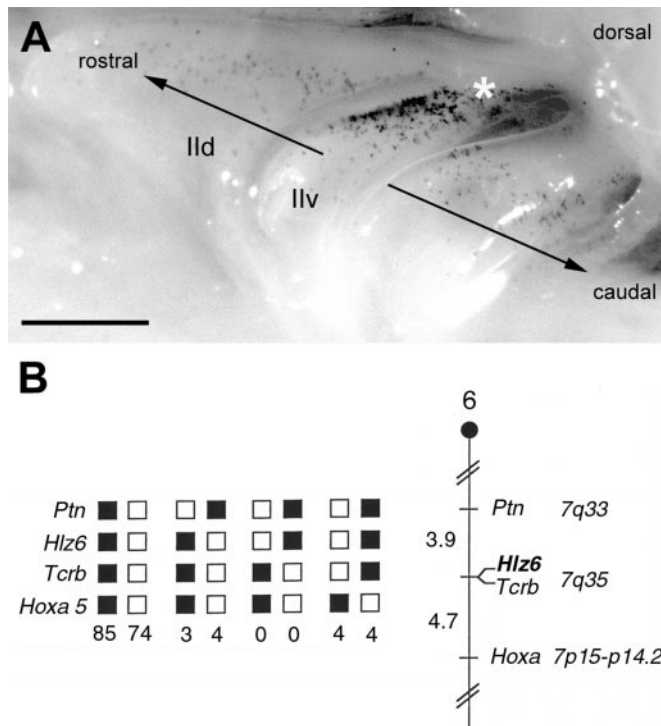 A
dorsal
rostral
*
IId
IIv
caudal
B
6
Ptn
Hlz6
Tcrb
Hoxa 5
85 74 3 4 0 0 4 4
3.9
4.7
Ptn 7q33
Hlz6
Tcrb 7q35
Hoxa 7p15-p14.2